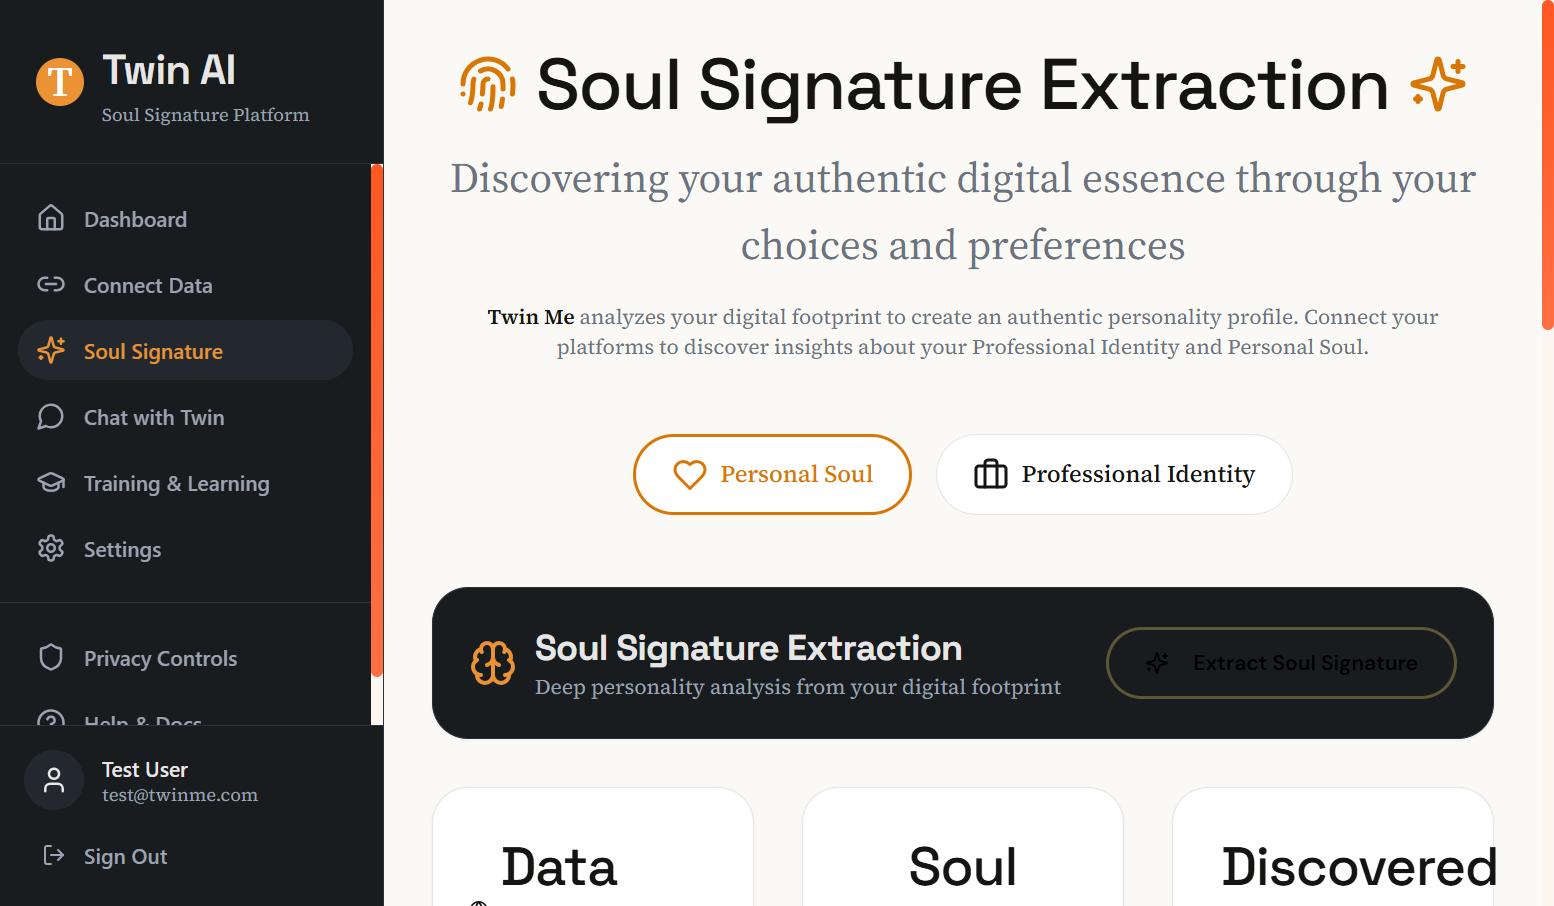 T
Twin AI
Soul Signature Platform
Dashboard
Connect Data
Soul Signature
Chat with Twin
Training & Learning
Settings
Privacy Controls
Help & Docs
Test User
test@twinme.com
Sign Out
Soul Signature Extraction
Discovering your authentic digital essence through your
choices and preferences
Twin Me analyzes your digital footprint to create an authentic personality profile. Connect your
platforms to discover insights about your Professional Identity and Personal Soul.
Personal Soul
Professional Identity
Soul Signature Extraction
Deep personality analysis from your digital footprint
Extract Soul Signature
Data
Soul
Discovered